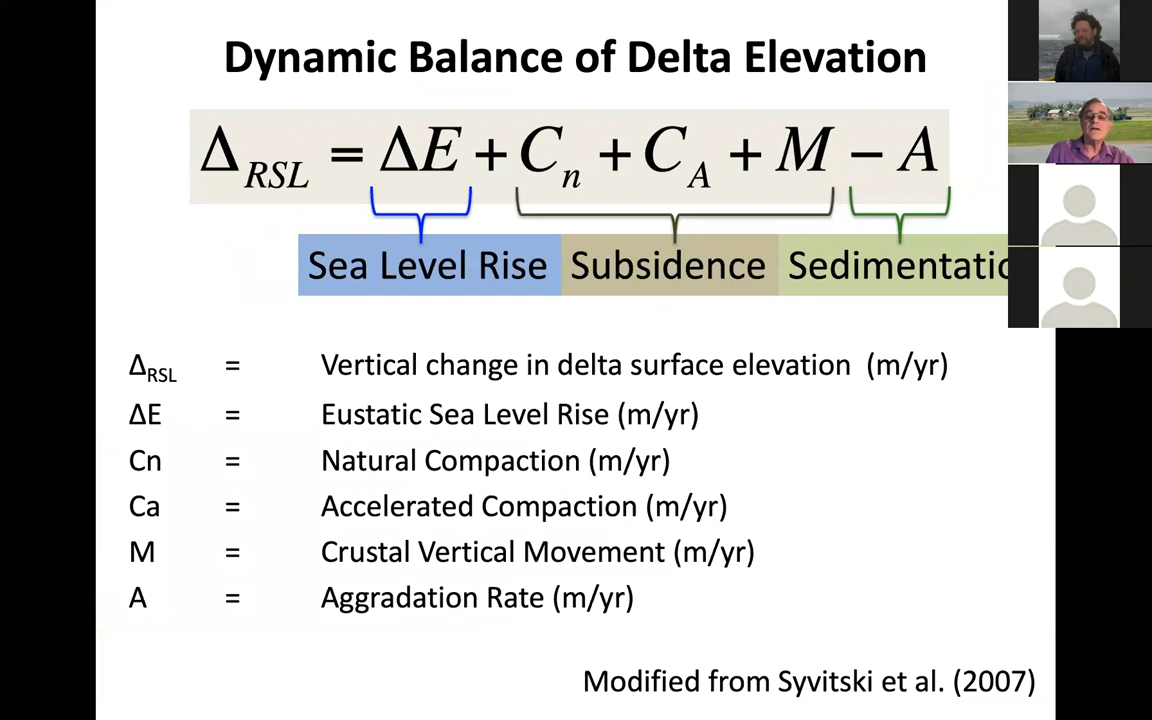 Dynamic Balance of Delta Elevation
Δ_RSL = ΔE + C_n + C_A + M − A
Sea Level Rise Subsidence Sedimentatio
Δ_RSL = Vertical change in delta surface elevation (m/yr)
ΔE = Eustatic Sea Level Rise (m/yr)
Cn = Natural Compaction (m/yr)
Ca = Accelerated Compaction (m/yr)
M = Crustal Vertical Movement (m/yr)
A = Aggradation Rate (m/yr)
Modified from Syvitski et al. (2007)